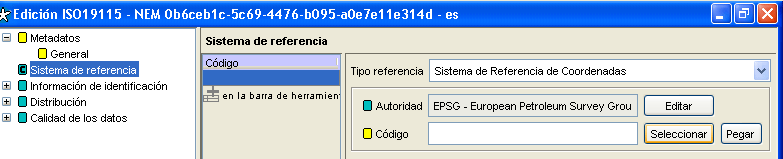 Edición ISO19115 - NEM 0b6ceb1c-5c69-4476-b095-a0e7e11e314d - es
Metadatos
General
Sistema de referencia
Información de identificación
Distribución
Calidad de los datos
Sistema de referencia
Código
en la barra de herramien
Tipo referencia
Sistema de Referencia de Coordenadas
Autoridad
EPSG - European Petroleum Survey Grou
Editar
Código
Seleccionar
Pegar